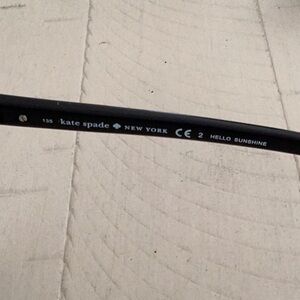 135 kate spade ♠ NEW YORK CE 2 HELLO SUNSHINE